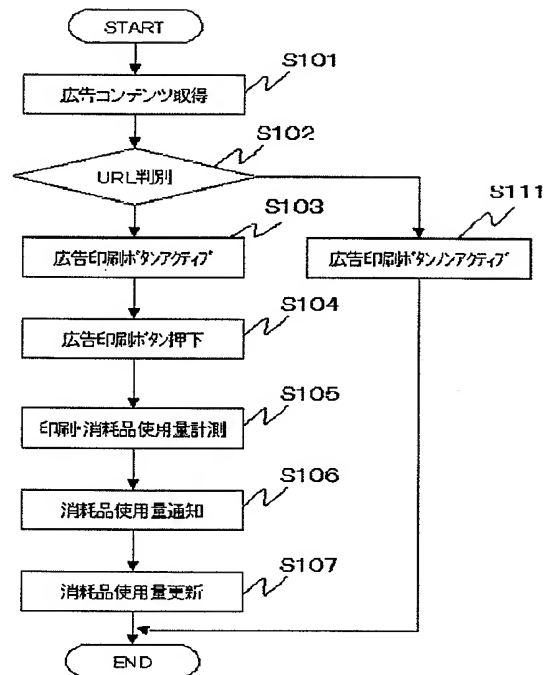 START
S101
広告コンテンツ取得
S102
URL判別
S103
S111
広告印刷ボタンアクティブ
広告印刷ボタンノンアクティブ
S104
広告印刷ボタン押下
S105
印刷・消耗品使用量計測
S106
消耗品使用量通知
S107
消耗品使用量更新
END